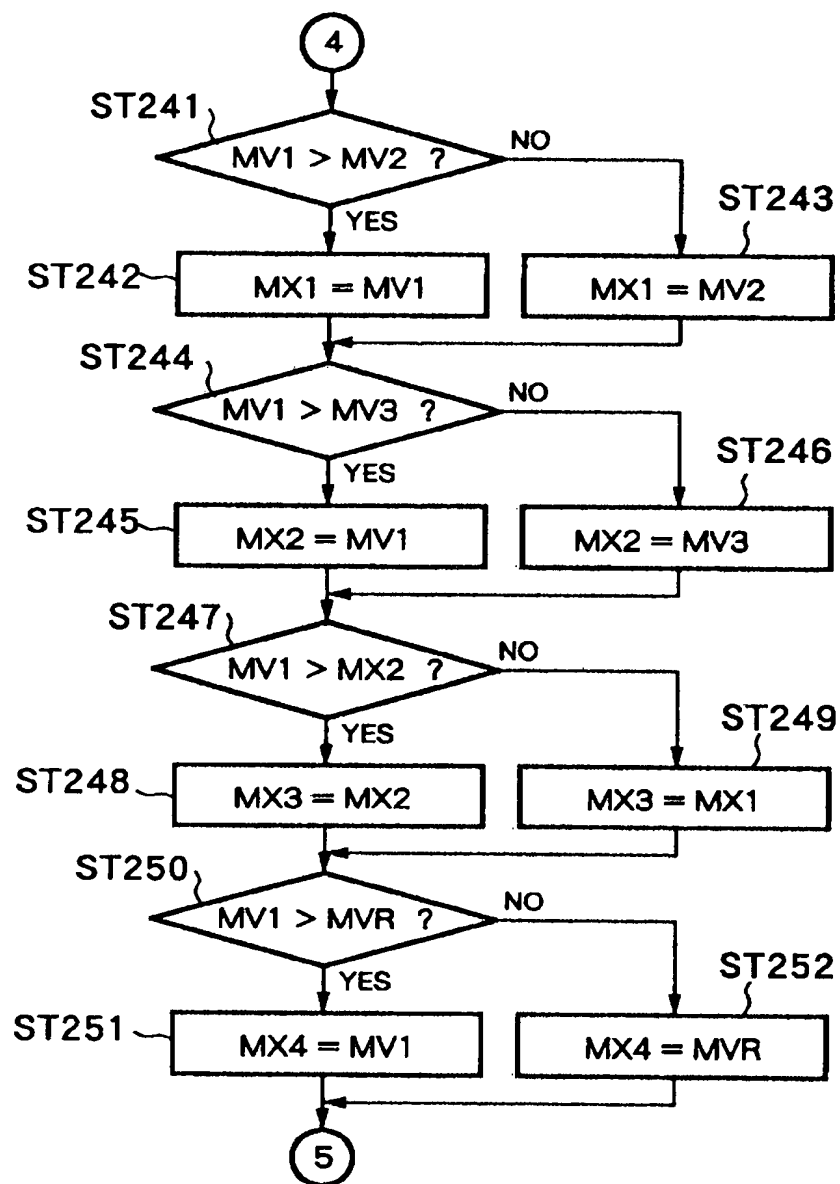 4
ST241
MV1 > MV2 ?
NO
YES
ST243
ST242
MX1 = MV1
MX1 = MV2
ST244
MV1 > MV3 ?
NO
YES
ST246
ST245
MX2 = MV1
MX2 = MV3
ST247
MV1 > MX2 ?
NO
YES
ST249
ST248
MX3 = MX2
MX3 = MX1
ST250
MV1 > MVR ?
NO
YES
ST252
ST251
MX4 = MV1
MX4 = MVR
5